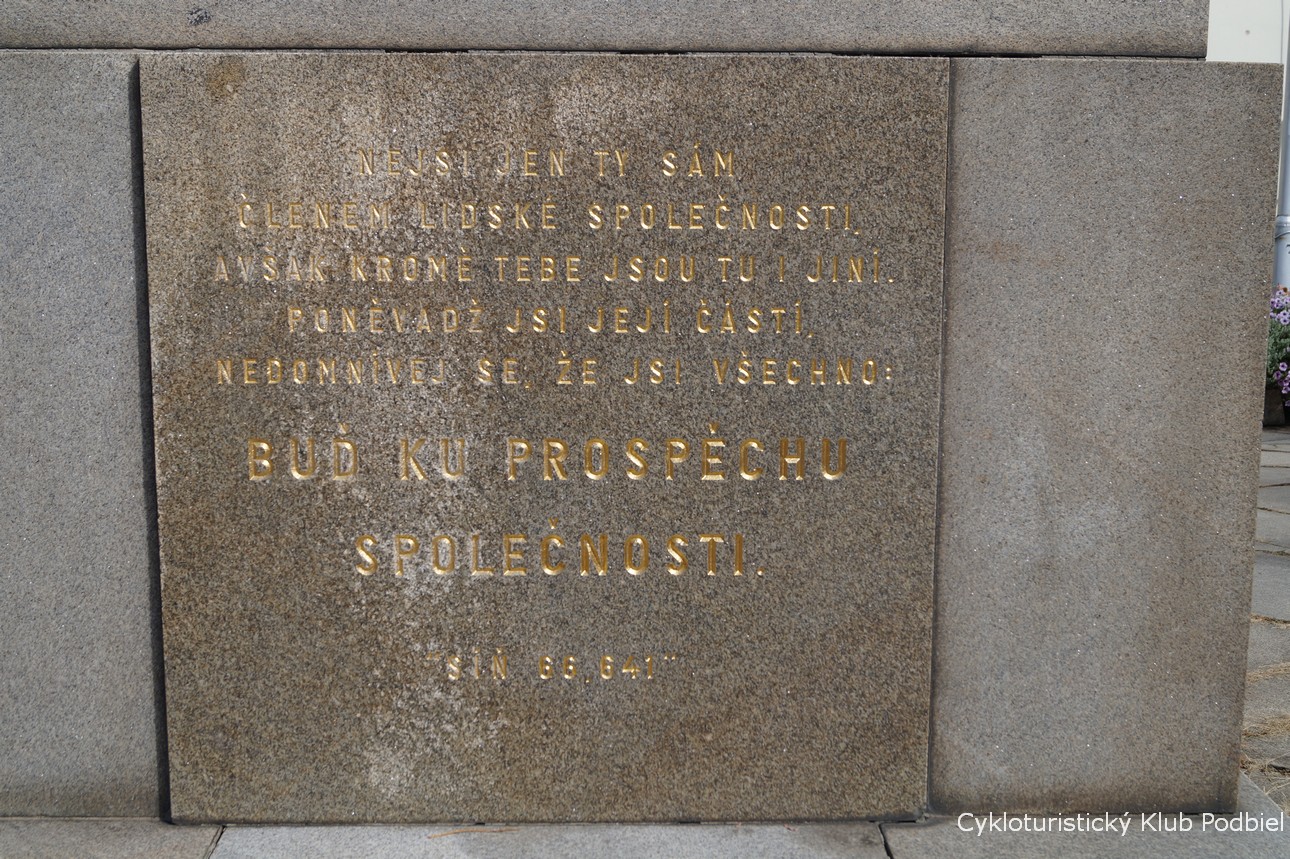 NEJSI JEN TY SÁM
ČLENEM LIDSKÉ SPOLEČNOSTI,
AVŠAK KROMĚ TEBE JSOU TU I JINÍ.
PONĚVADŽ JSI JEJÍ ČÁSTÍ,
NEDOMNÍVEJ SE, ŽE JSI VŠECHNO:
BUĎ KU PROSPĚCHU
SPOLEČNOSTI.
"SÍŇ 66,641"
Cykloturistický Klub Podbiel